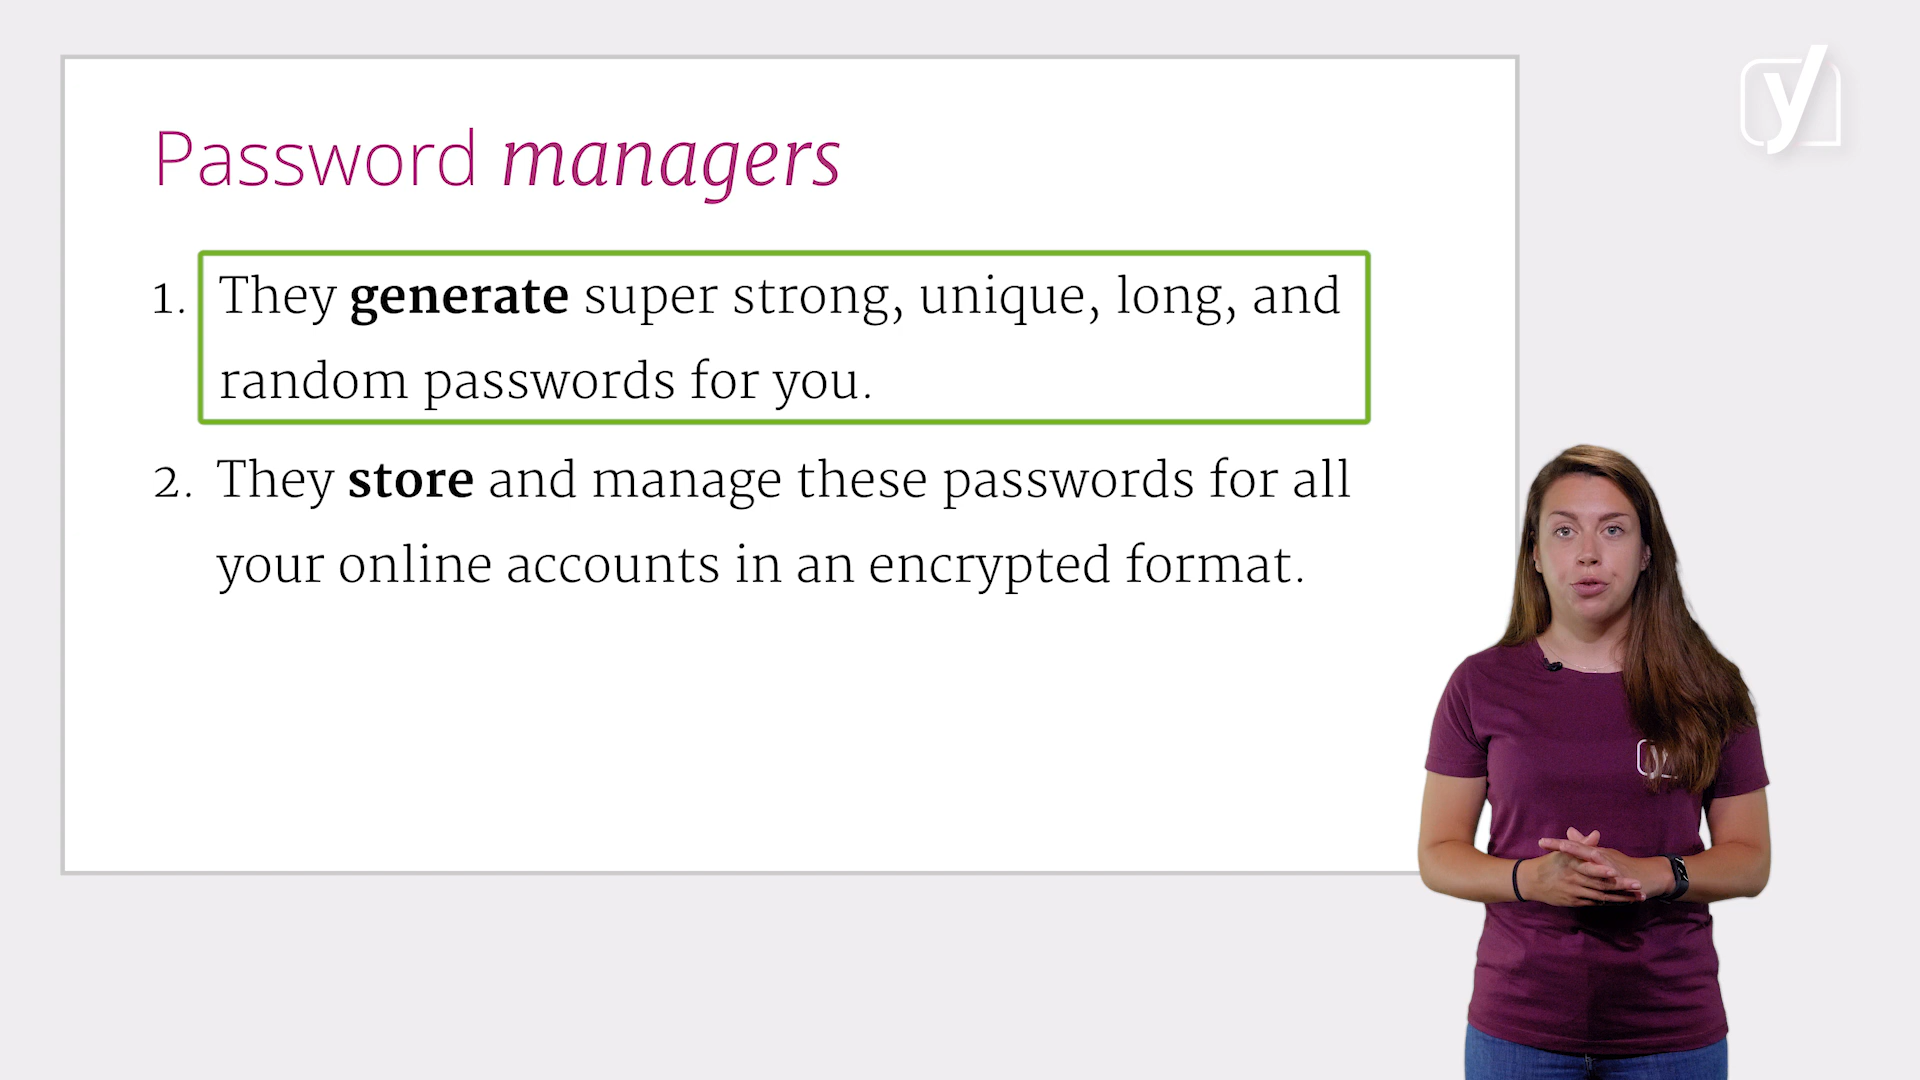 Password managers
1. They generate super strong, unique, long, and
random passwords for you.
2. They store and manage these passwords for all
your online accounts in an encrypted format.
y
y